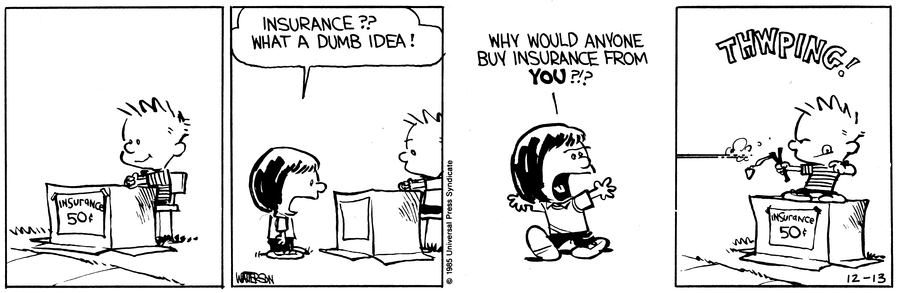 INSURANCE
50¢
INSURANCE??
WHAT A DUMB IDEA!
WATTERSON
© 1985 Universal Press Syndicate
WHY WOULD ANYONE
BUY INSURANCE FROM
YOU?!?
THWPING!
INSURANCE
50¢
12-13